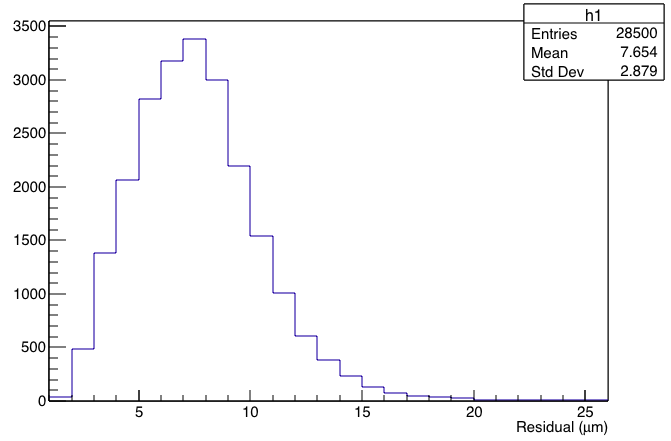 h1
Entries 28500
Mean 7.654
Std Dev 2.879
3500
3000
2500
2000
1500
1000
500
0
5 10 15 20 25
Residual (μm)